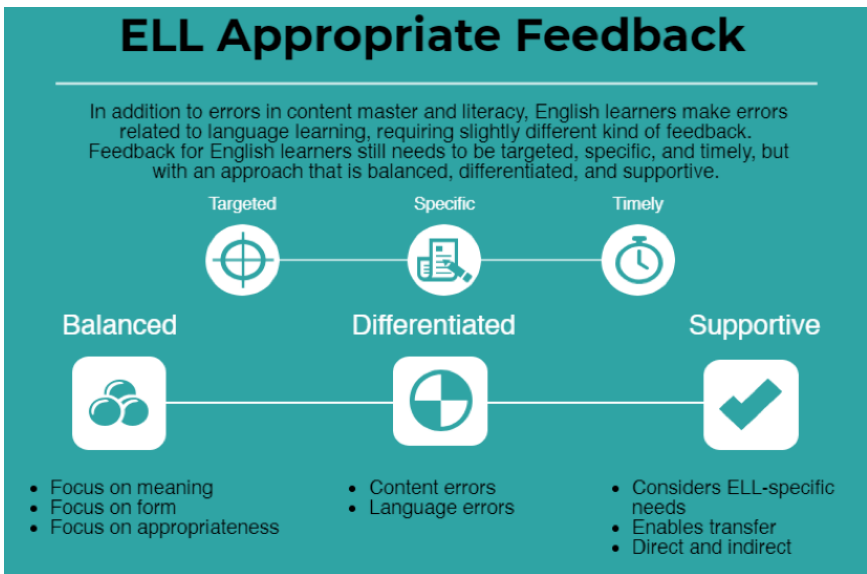 ELL Appropriate Feedback
In addition to errors in content master and literacy, English learners make errors
related to language learning, requiring slightly different kind of feedback.
Feedback for English learners still needs to be targeted, specific, and timely, but
with an approach that is balanced, differentiated, and supportive.
Targeted
Specific
Timely
Balanced
Differentiated
Supportive
• Focus on meaning
• Focus on form
• Focus on appropriateness
• Content errors
• Language errors
• Considers ELL-specific
needs
• Enables transfer
• Direct and indirect